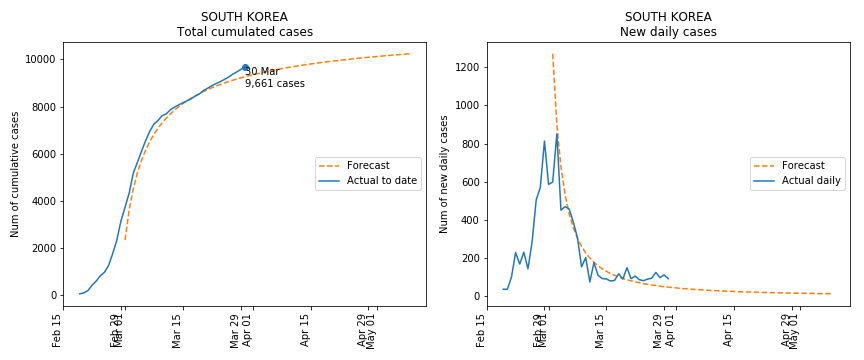 SOUTH KOREA
Total cumulated cases
Num of cumulative cases
10000
8000
6000
4000
2000
0
30 Mar
9,661 cases
Forecast
Actual to date
Feb 15
Feb 29
Mar 01
Mar 15
Mar 29
Apr 01
Apr 15
Apr 29
May 01
SOUTH KOREA
New daily cases
Num of new daily cases
1200
1000
800
600
400
200
0
Forecast
Actual daily
Feb 15
Feb 29
Mar 01
Mar 15
Mar 29
Apr 01
Apr 15
Apr 29
May 01